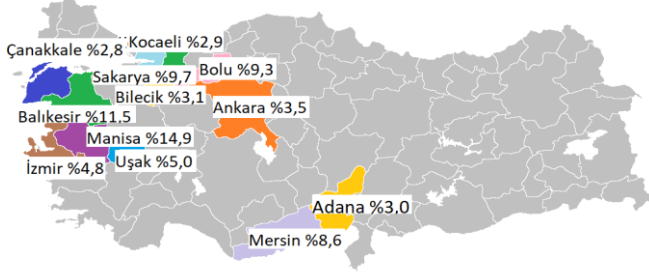 Kocaeli %2,9
Çanakkale %2,8
Sakarya %9,7
Bolu %9,3
Bilecik %3,1
Ankara %3,5
Balıkesir %11,5
Manisa %14,9
Uşak %5,0
İzmir %4,8
Adana %3,0
Mersin %8,6